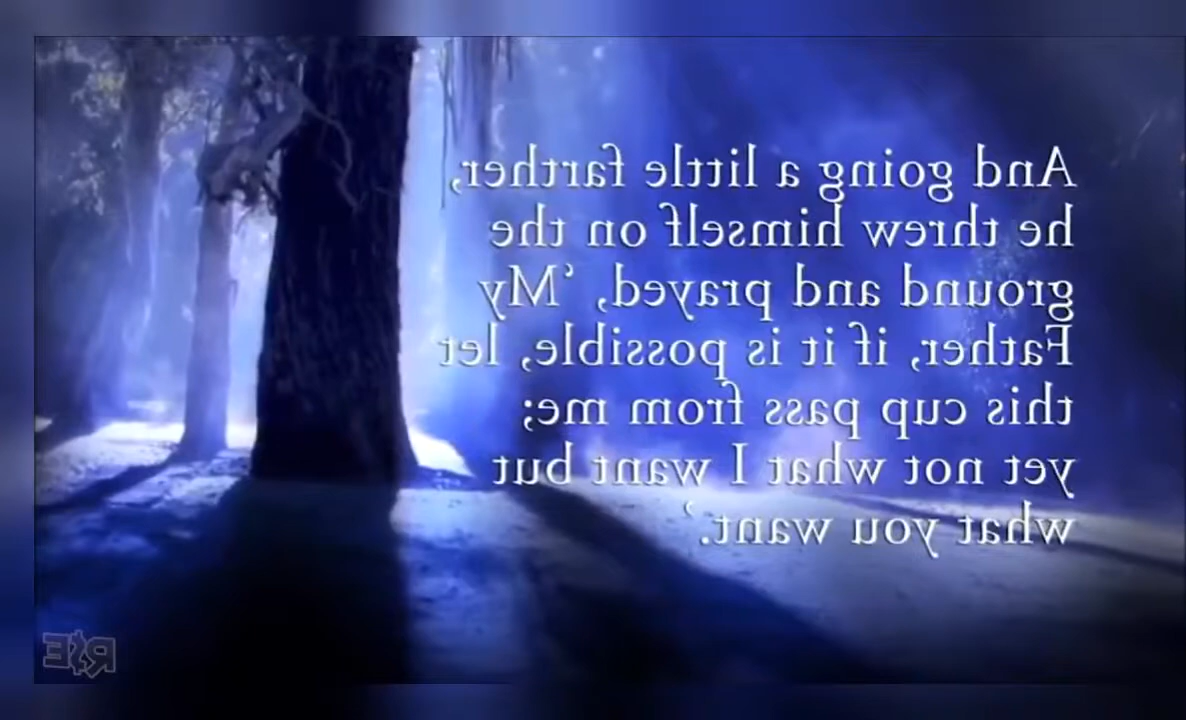 And going a little farther,
he threw himself on the
ground and prayed, ‘My
Father, if it is possible, let
this cup pass from me;
yet not what I want but
what you want.’